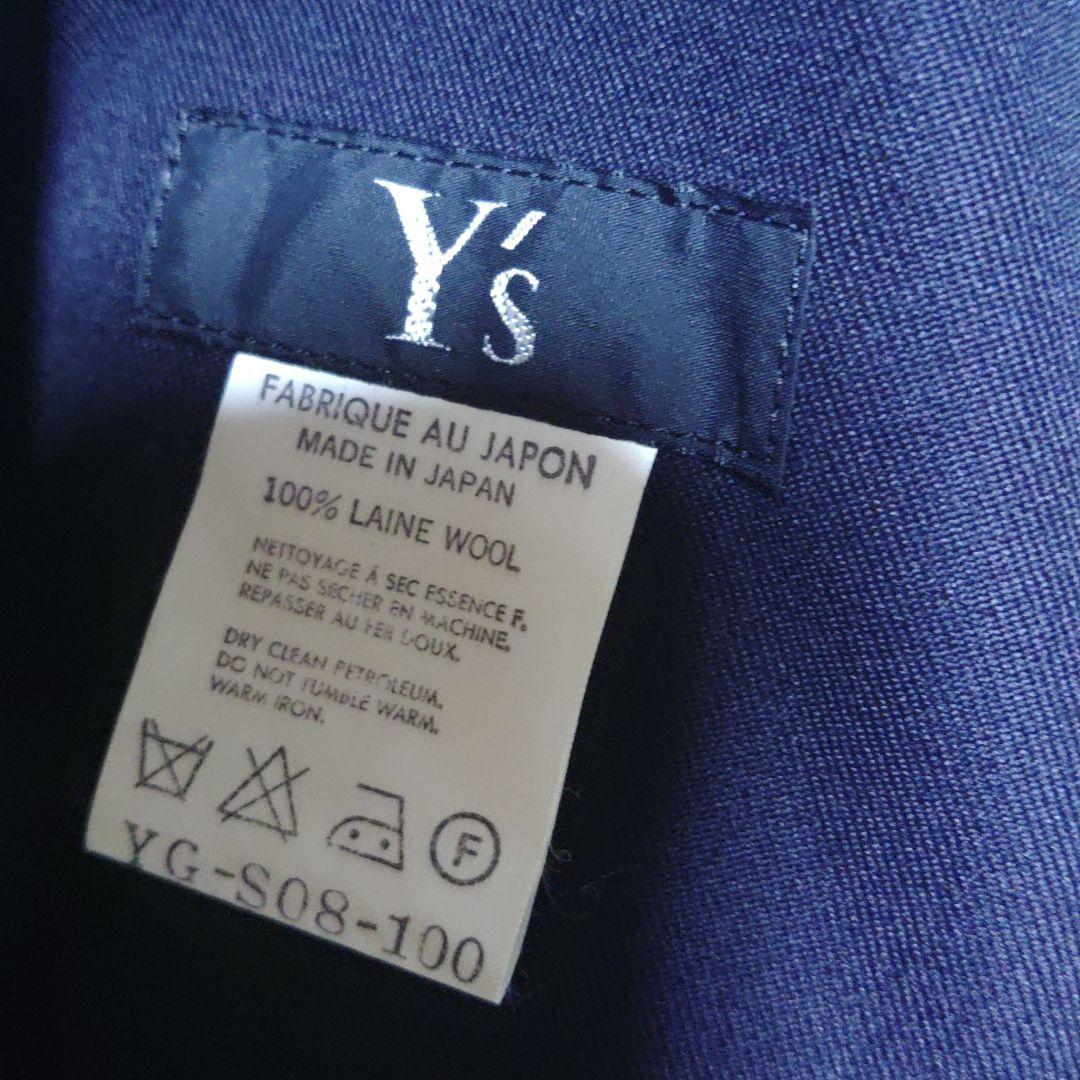 Y's
FABRIQUE AU JAPON
MADE IN JAPAN
100% LAINE WOOL
NETTOYAGE À SEC ESSENCE F.
NE PAS SÉCHER EN MACHINE.
REPASSER AU FER DOUX.
DRY CLEAN PETROLEUM.
DO NOT TUMBLE WARM.
WARM IRON.
F
YG-S08-100